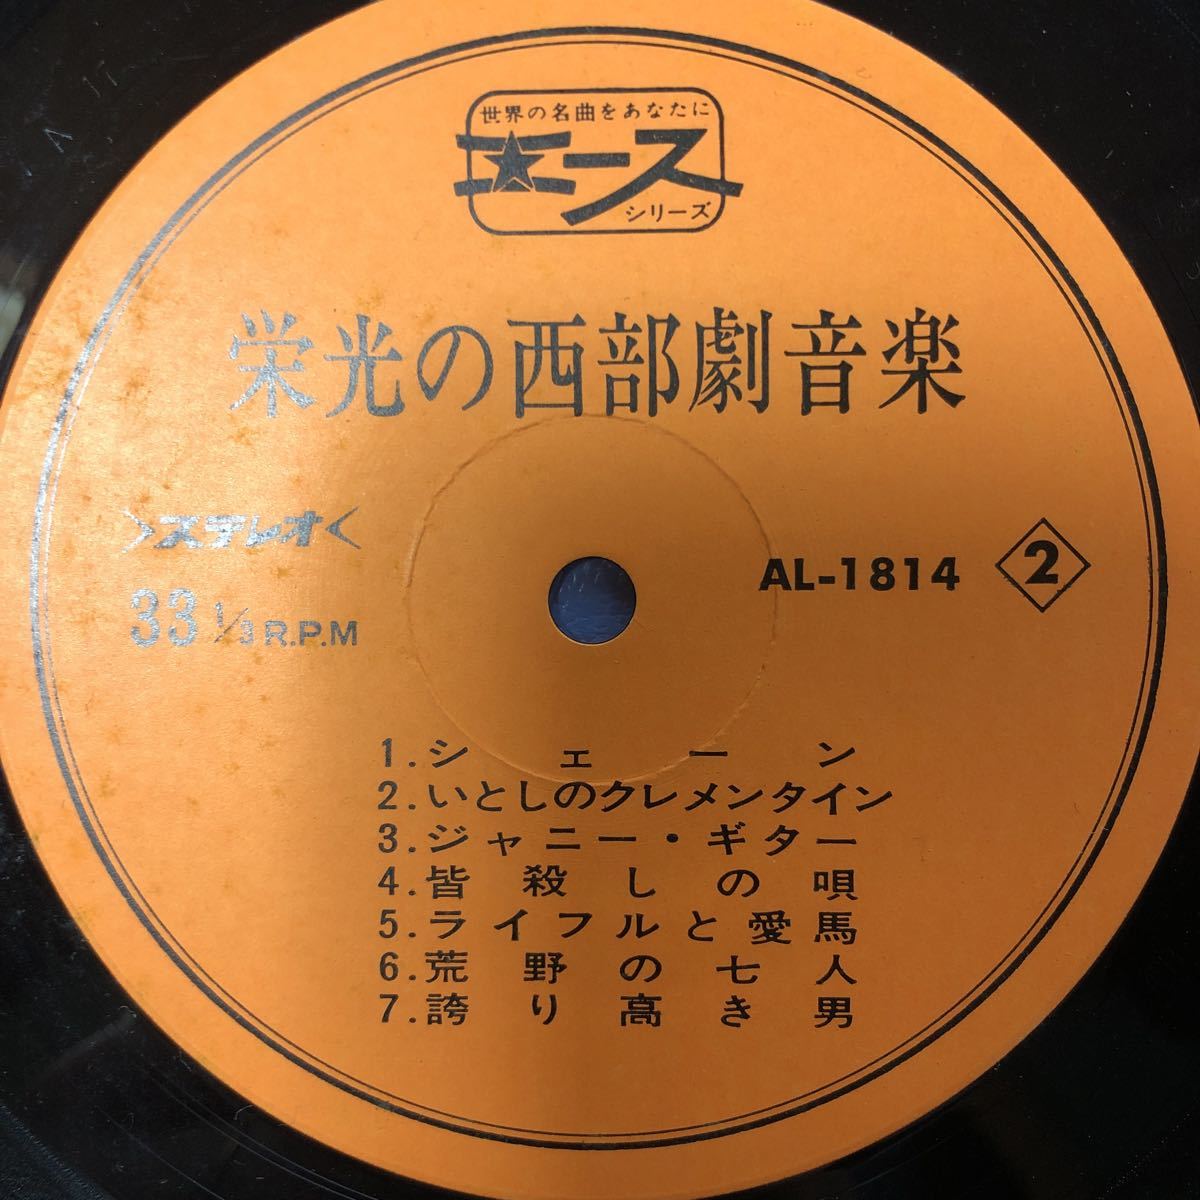 世界の名曲をあなたに
エース
シリーズ
栄光の西部劇音楽
>ステレオ<
33 1/3 R.P.M
AL-1814 2
1.シェーン
2.いとしのクレメンタイン
3.ジャニー・ギター
4.皆殺しの唄
5.ライフルと愛馬
6.荒野の七人
7.誇り高き男